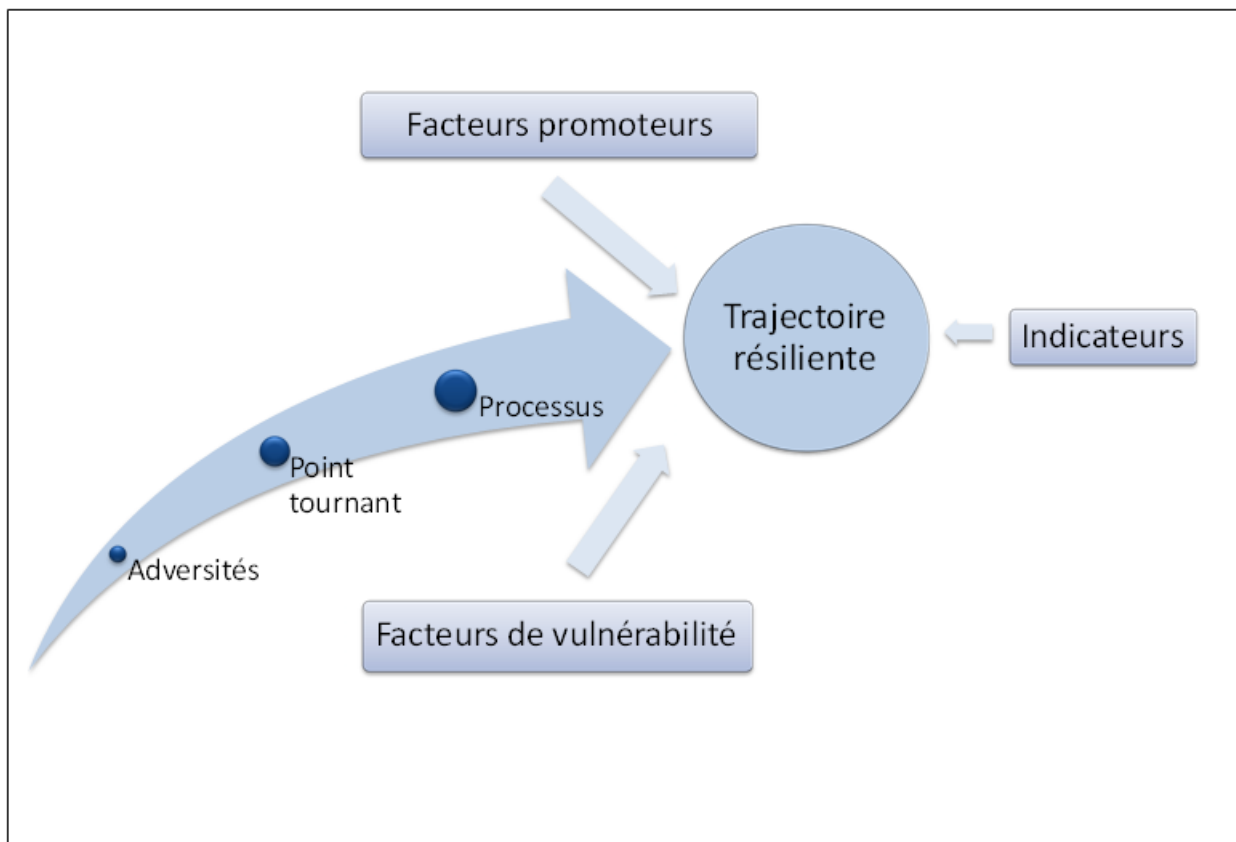 Facteurs promoteurs
Trajectoire
résiliente
Indicateurs
Processus
Point
tournant
Adversités
Facteurs de vulnérabilité